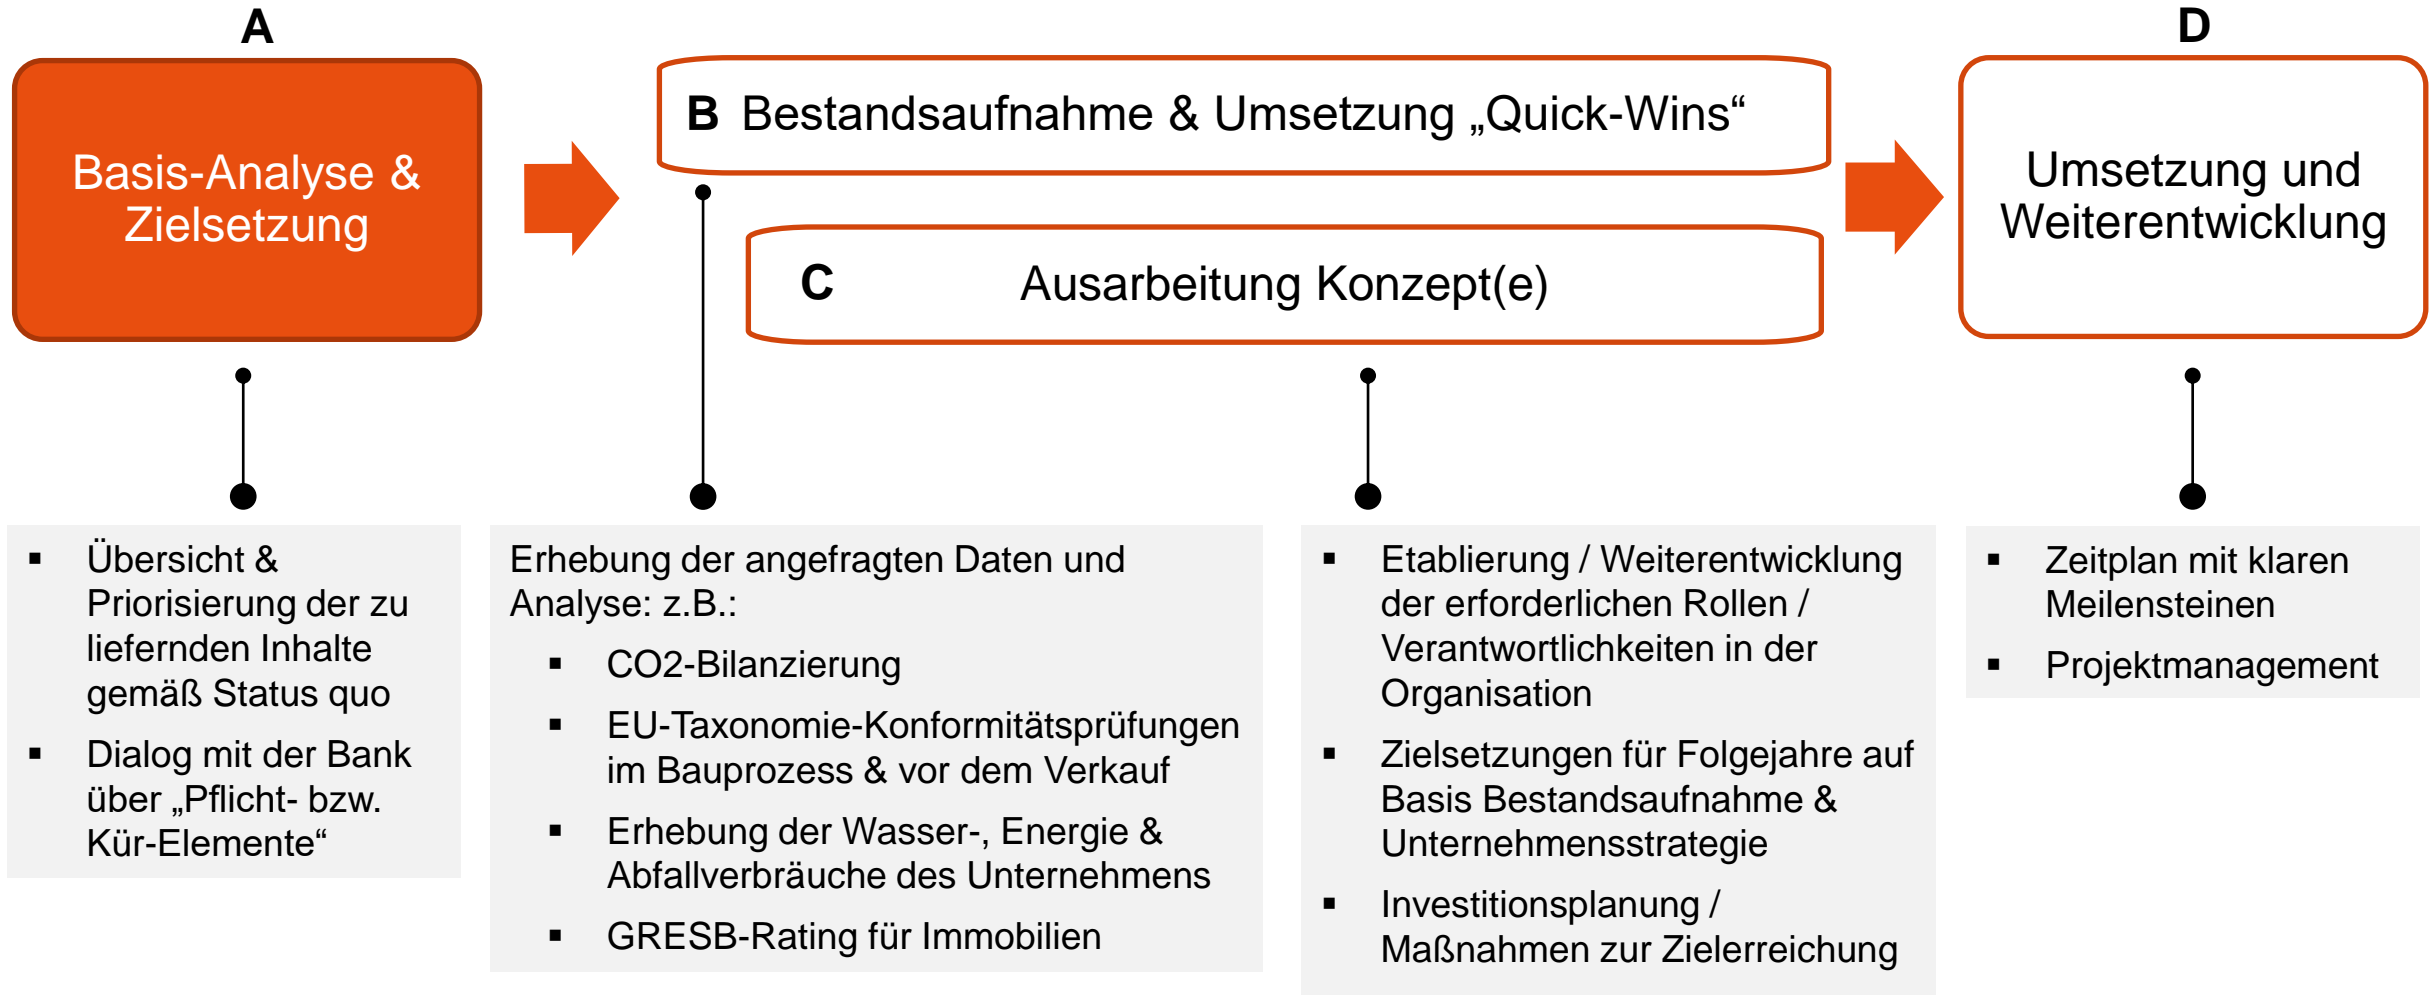 A
Basis-Analyse &
Zielsetzung
B Bestandsaufnahme & Umsetzung „Quick-Wins“
C Ausarbeitung Konzept(e)
D
Umsetzung und
Weiterentwicklung
▪ Übersicht &
Priorisierung der zu
liefernden Inhalte
gemäß Status quo
▪ Dialog mit der Bank
über „Pflicht- bzw.
Kür-Elemente“
Erhebung der angefragten Daten und
Analyse: z.B.:
▪ CO2-Bilanzierung
▪ EU-Taxonomie-Konformitätsprüfungen
im Bauprozess & vor dem Verkauf
▪ Erhebung der Wasser-, Energie &
Abfallverbräuche des Unternehmens
▪ GRESB-Rating für Immobilien
▪ Etablierung / Weiterentwicklung
der erforderlichen Rollen /
Verantwortlichkeiten in der
Organisation
▪ Zielsetzungen für Folgejahre auf
Basis Bestandsaufnahme &
Unternehmensstrategie
▪ Investitionsplanung /
Maßnahmen zur Zielerreichung
▪ Zeitplan mit klaren
Meilensteinen
▪ Projektmanagement